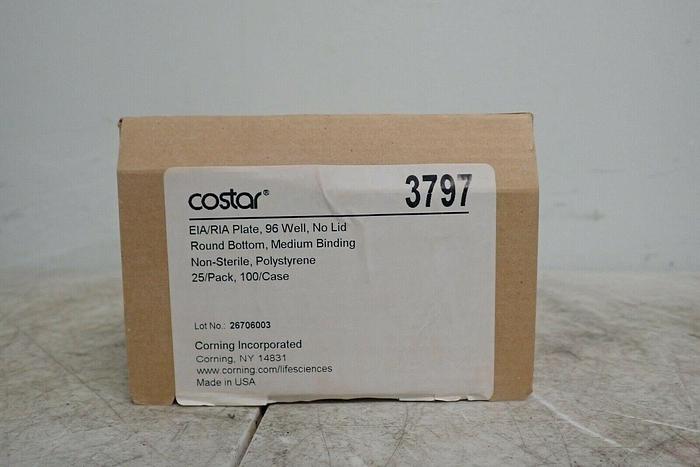 costar® 3797
EIA/RIA Plate, 96 Well, No Lid
Round Bottom, Medium Binding
Non-Sterile, Polystyrene
25/Pack, 100/Case
Lot No.: 26706003
Corning Incorporated
Corning, NY 14831
www.corning.com/lifesciences
Made in USA